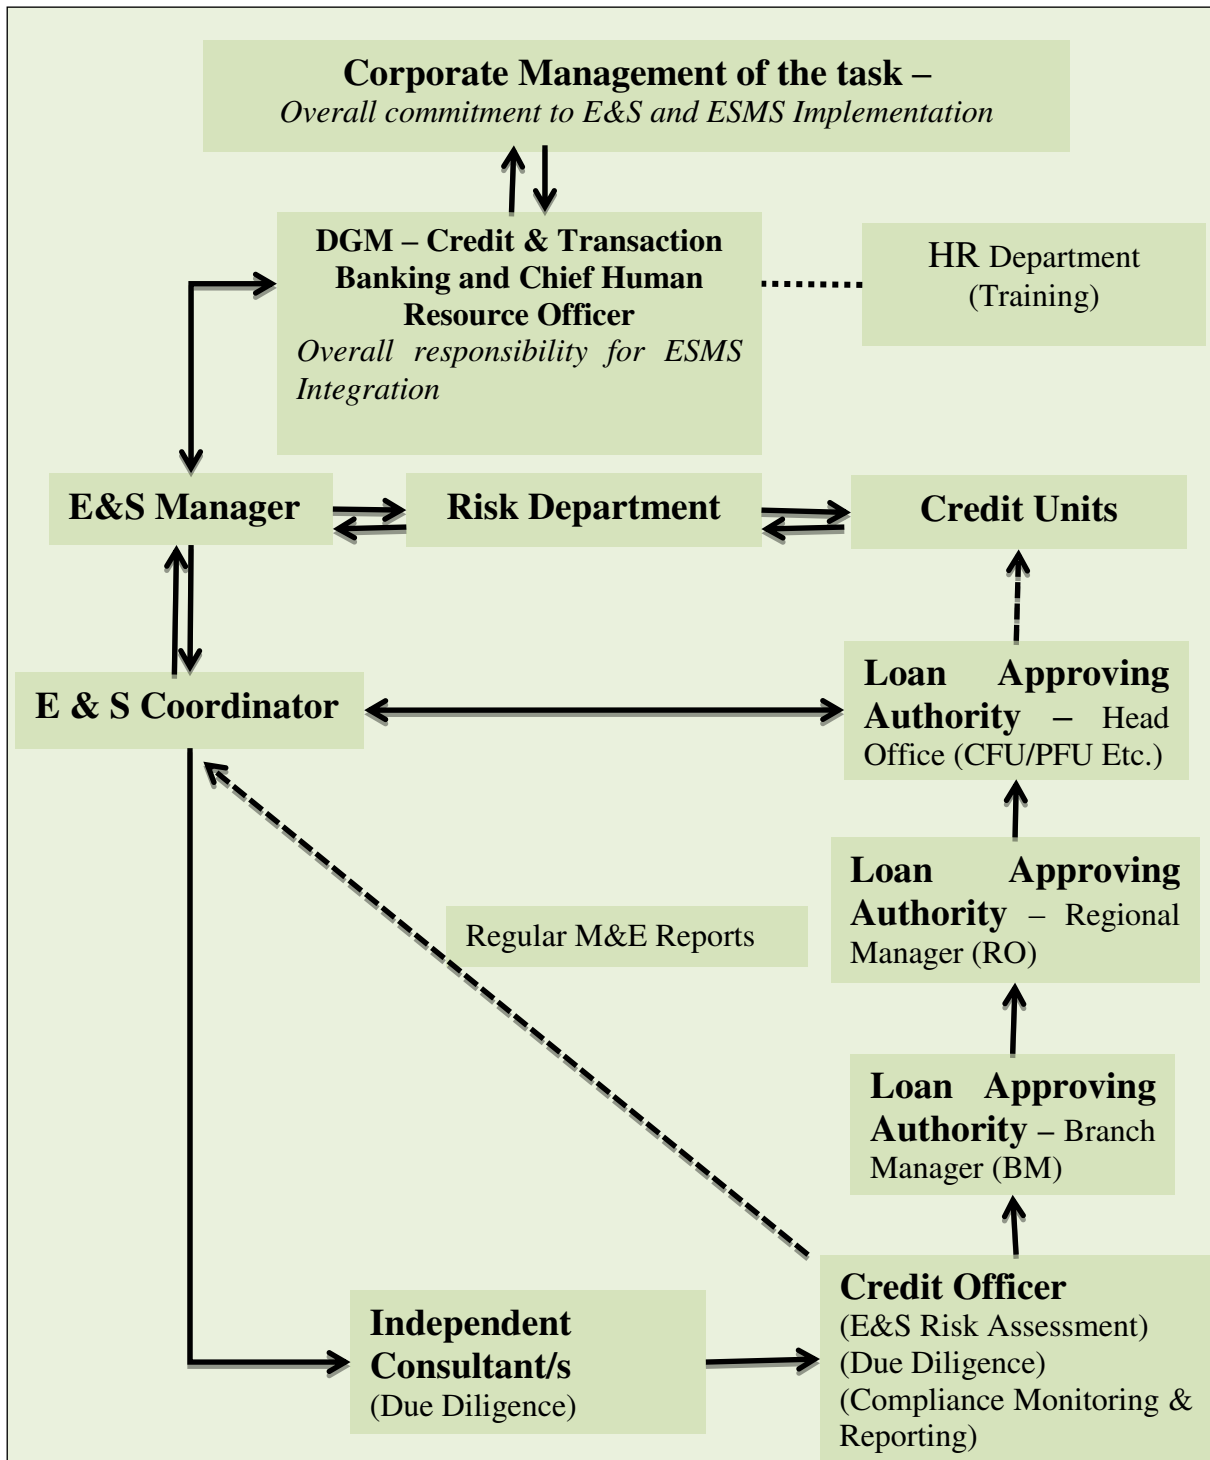 Corporate Management of the task –
Overall commitment to E&S and ESMS Implementation
DGM – Credit & Transaction
Banking and Chief Human
Resource Officer
Overall responsibility for ESMS
Integration
HR Department
(Training)
E&S Manager
Risk Department
Credit Units
E & S Coordinator
Loan Approving
Authority – Head
Office (CFU/PFU Etc.)
Loan Approving
Authority – Regional
Manager (RO)
Regular M&E Reports
Loan Approving
Authority – Branch
Manager (BM)
Independent
Consultant/s
(Due Diligence)
Credit Officer
(E&S Risk Assessment)
(Due Diligence)
(Compliance Monitoring &
Reporting)